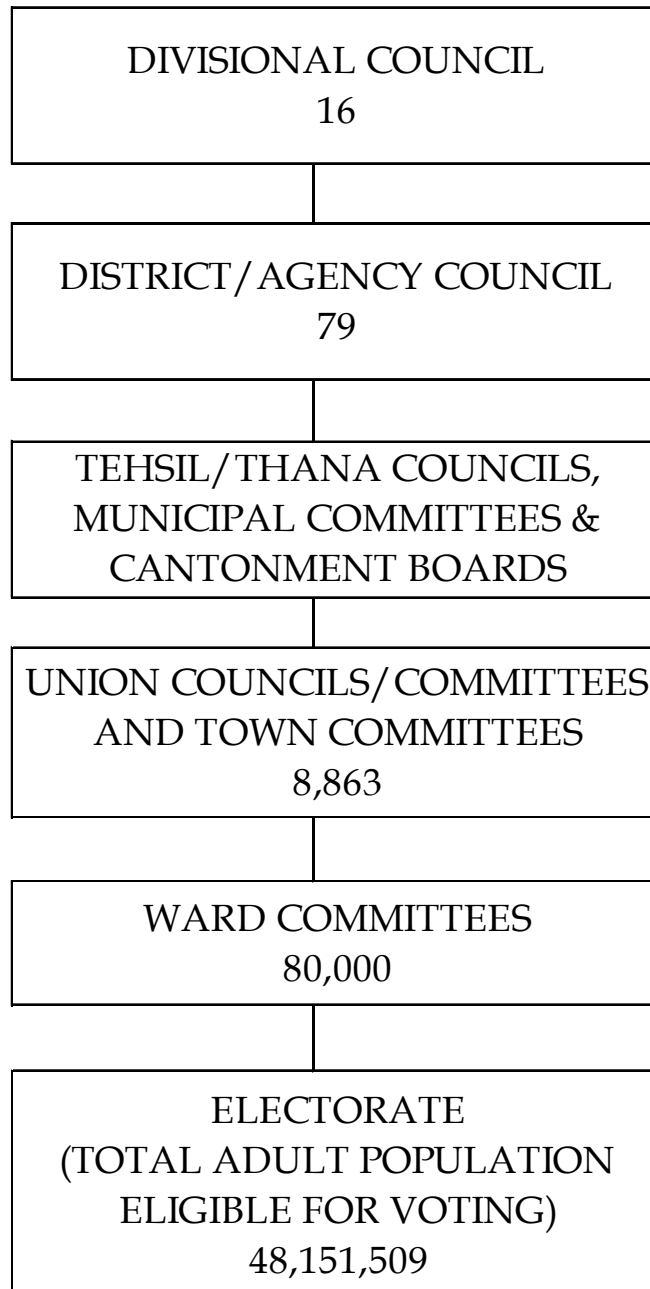 DIVISIONAL COUNCIL
16
DISTRICT/AGENCY COUNCIL
79
TEHSIL/THANA COUNCILS,
MUNICIPAL COMMITTEES &
CANTONMENT BOARDS
UNION COUNCILS/COMMITTEES
AND TOWN COMMITTEES
8,863
WARD COMMITTEES
80,000
ELECTORATE
(TOTAL ADULT POPULATION
ELIGIBLE FOR VOTING)
48,151,509